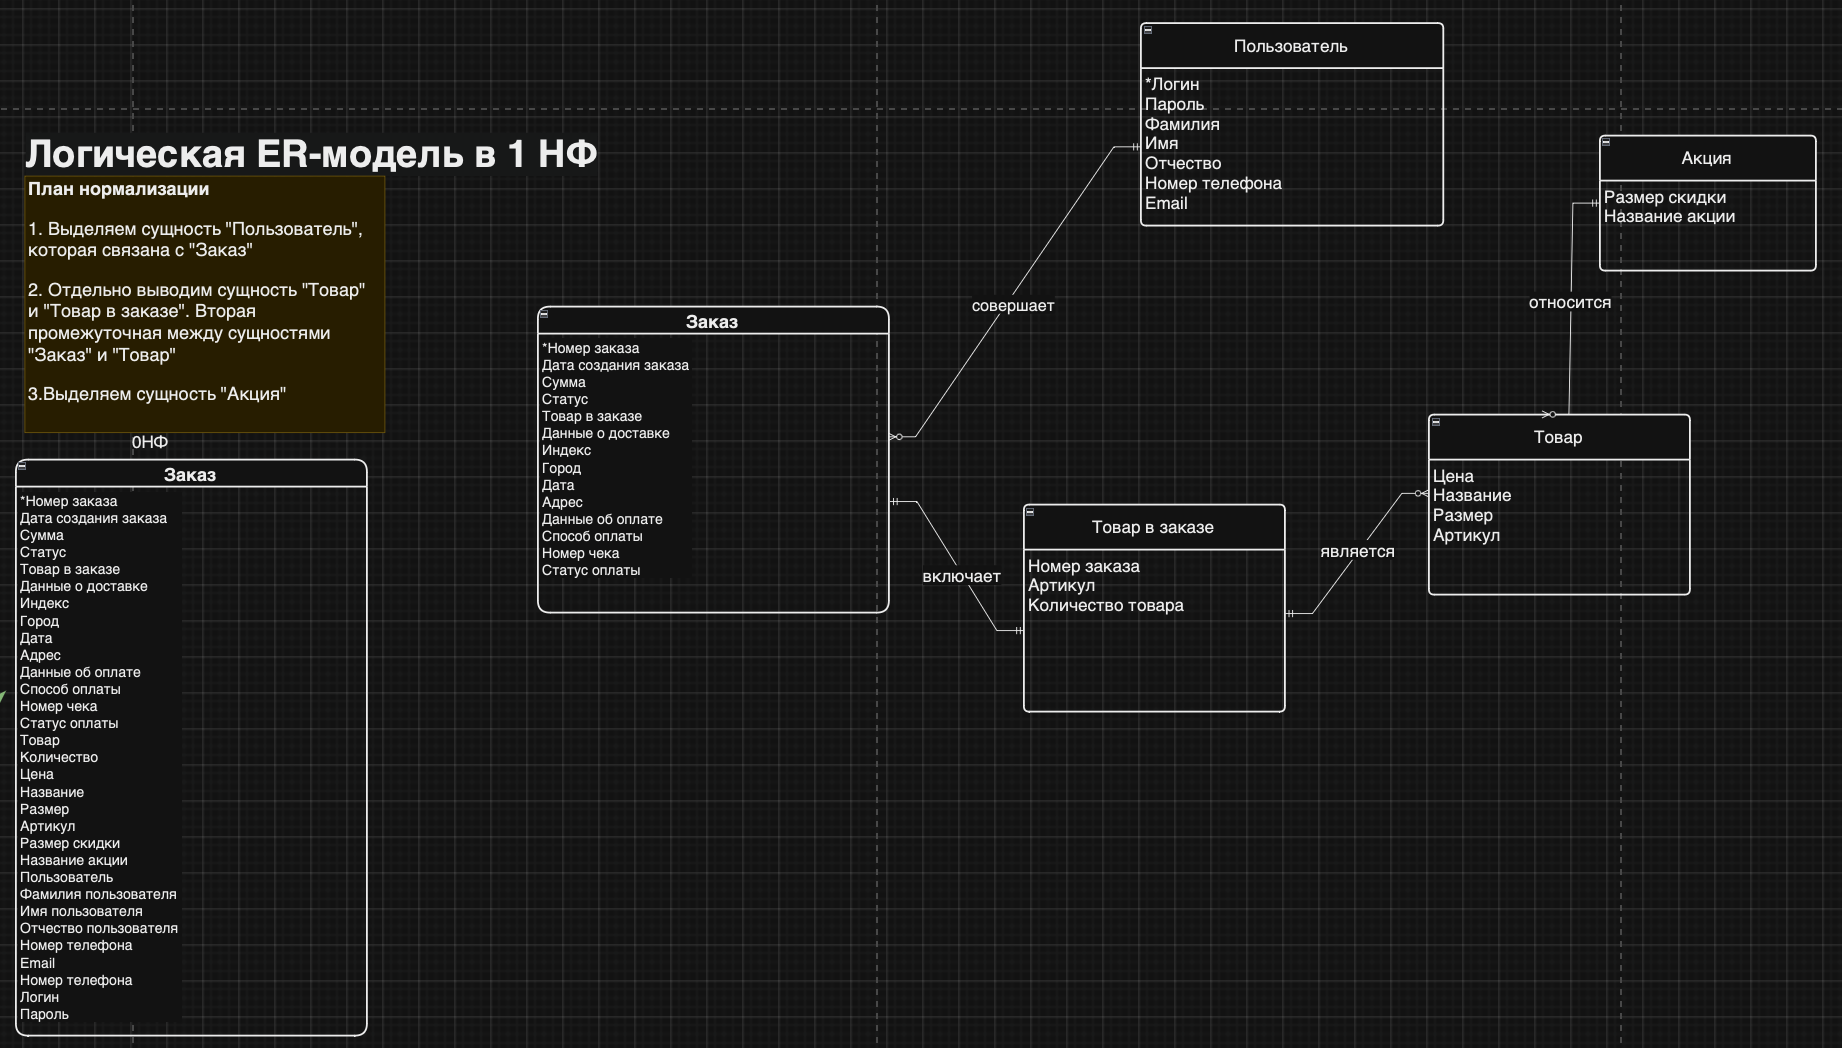 Логическая ER-модель в 1 НФ
План нормализации
1. Выделяем сущность "Пользователь",
которая связана с "Заказ"
2. Отдельно выводим сущность "Товар"
и "Товар в заказе". Вторая
промежуточная между сущностями
"Заказ" и "Товар"
3.Выделяем сущность "Акция"
0НФ
Заказ
*Номер заказа
Дата создания заказа
Сумма
Статус
Товар в заказе
Данные о доставке
Индекс
Город
Дата
Адрес
Данные об оплате
Способ оплаты
Номер чека
Статус оплаты
Товар
Количество
Цена
Название
Размер
Артикул
Размер скидки
Название акции
Пользователь
Фамилия пользователя
Имя пользователя
Отчество пользователя
Номер телефона
Email
Номер телефона
Логин
Пароль
Заказ
*Номер заказа
Дата создания заказа
Сумма
Статус
Товар в заказе
Данные о доставке
Индекс
Город
Дата
Адрес
Данные об оплате
Способ оплаты
Номер чека
Статус оплаты
совершает
включает
Пользователь
*Логин
Пароль
Фамилия
Имя
Отчество
Номер телефона
Email
Товар в заказе
Номер заказа
Артикул
Количество товара
является
Товар
Цена
Название
Размер
Артикул
относится
Акция
Размер скидки
Название акции